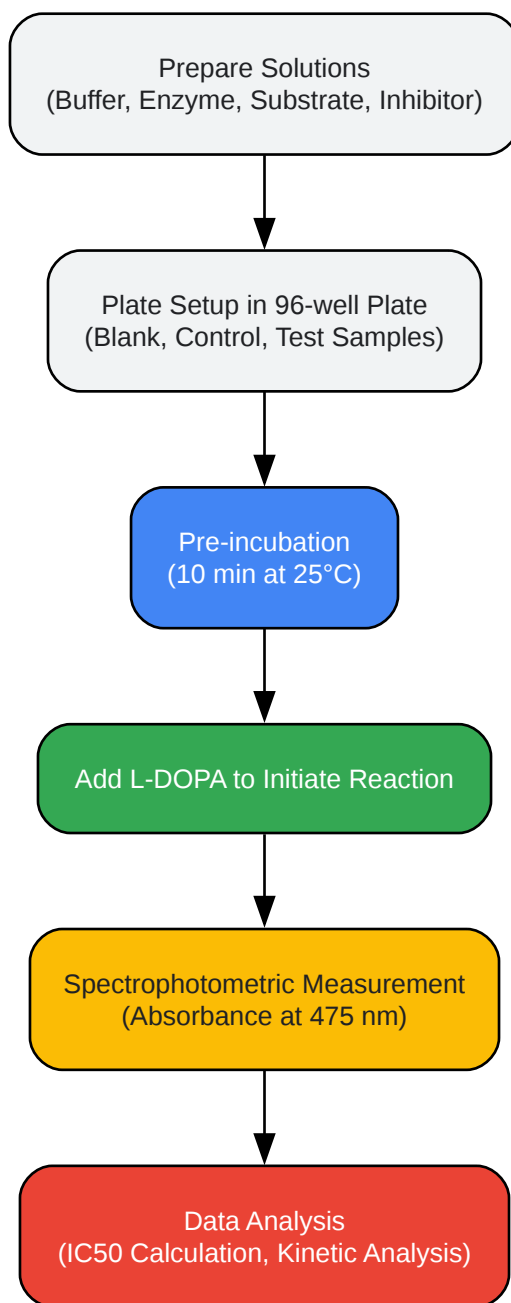 Prepare Solutions
(Buffer, Enzyme, Substrate, Inhibitor)
Plate Setup in 96-well Plate
(Blank, Control, Test Samples)
Pre-incubation
(10 min at 25°C)
Add L-DOPA to Initiate Reaction
Spectrophotometric Measurement
(Absorbance at 475 nm)
Data Analysis
(IC50 Calculation, Kinetic Analysis)